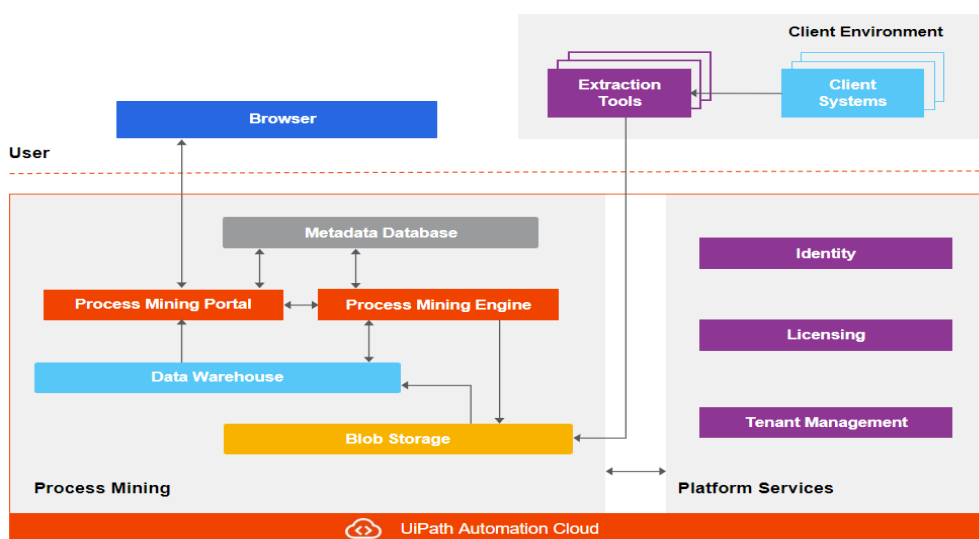 Client Environment
Extraction
Tools
Client
Systems
Browser
User
Metadata Database
Identity
Process Mining Portal
Process Mining Engine
Licensing
Data Warehouse
Tenant Management
Blob Storage
Process Mining
Platform Services
UiPath Automation Cloud